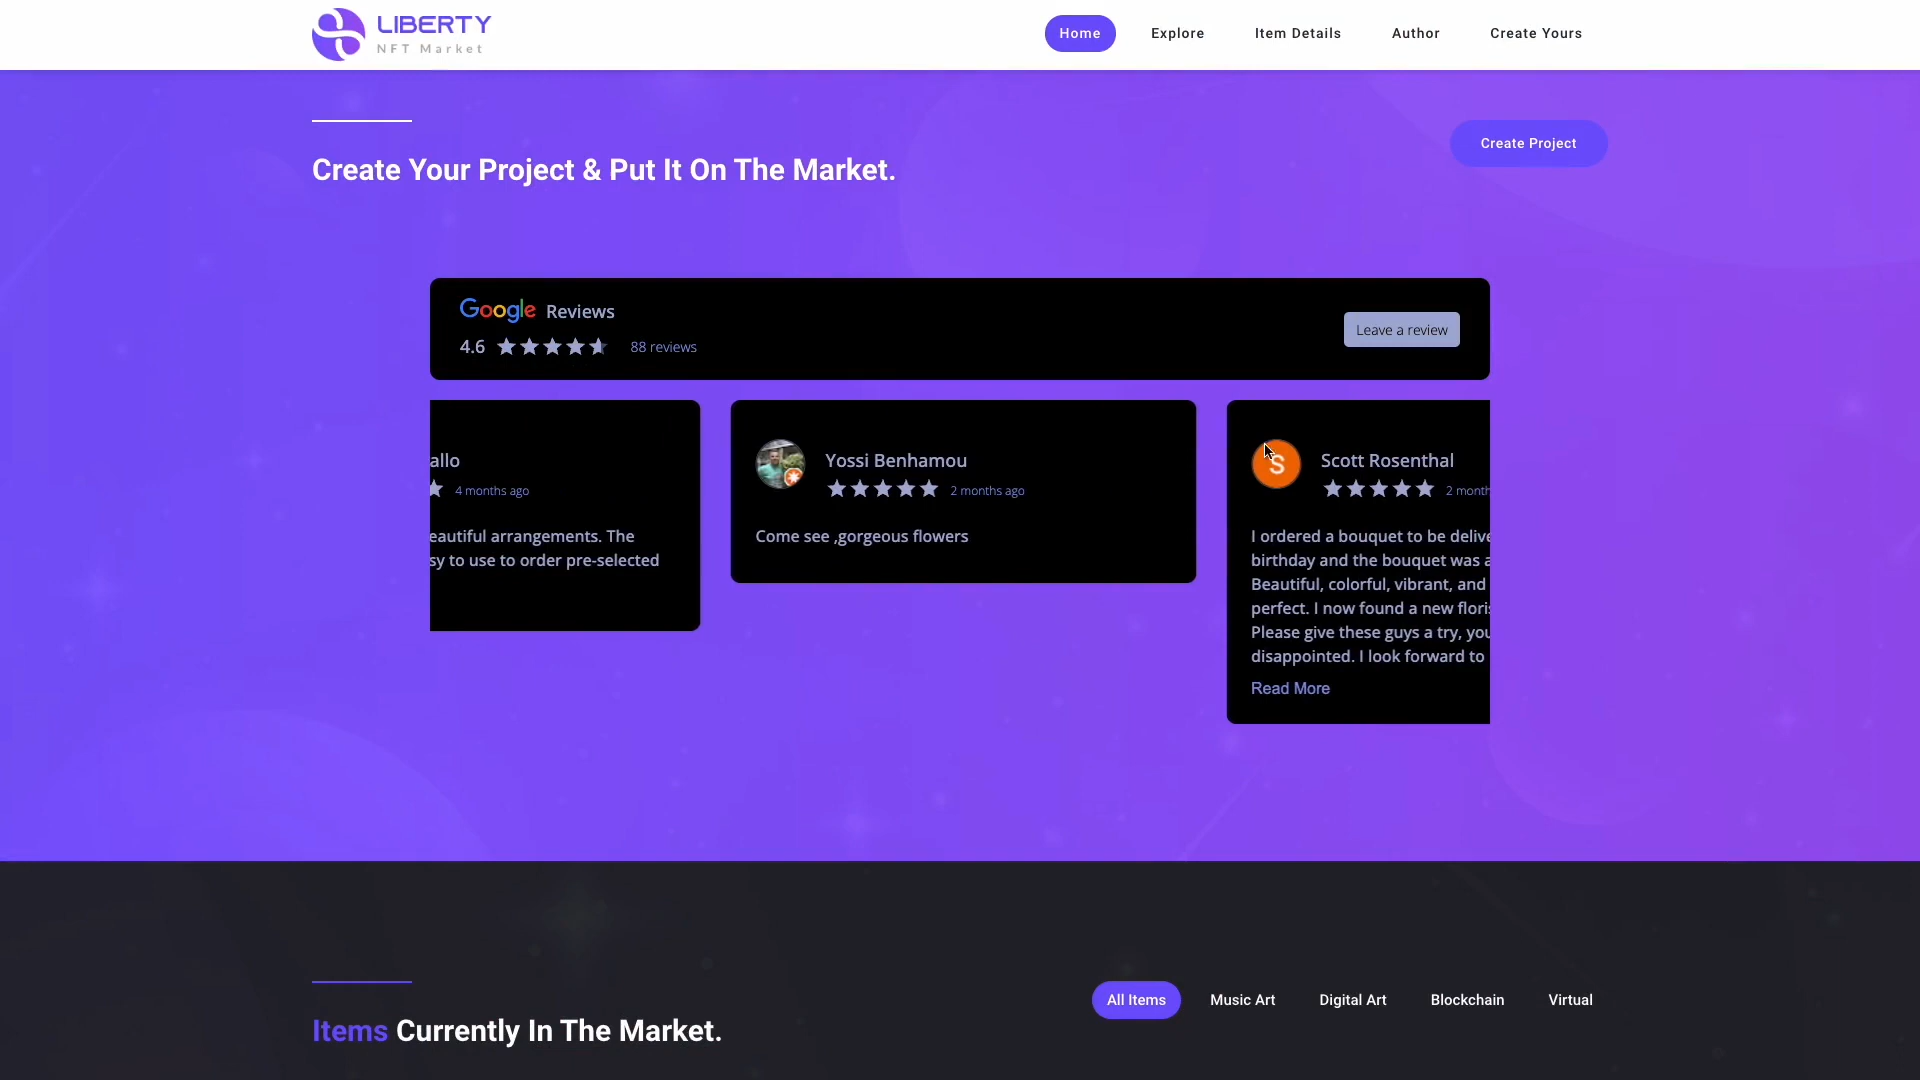 LIBERTY
NFT Market
Home
Explore
Item Details
Author
Create Yours
Create Your Project & Put It On The Market.
Create Project
Google Reviews
4.6
88 reviews
Leave a review
allo
4 months ago
eautiful arrangements. The
sy to use to order pre-selected
Yossi Benhamou
2 months ago
Come see ,gorgeous flowers
S
Scott Rosenthal
2 month
I ordered a bouquet to be delive
birthday and the bouquet was a
Beautiful, colorful, vibrant, and
perfect. I now found a new floris
Please give these guys a try, you
disappointed. I look forward to
Read More
Items Currently In The Market.
All Items
Music Art
Digital Art
Blockchain
Virtual